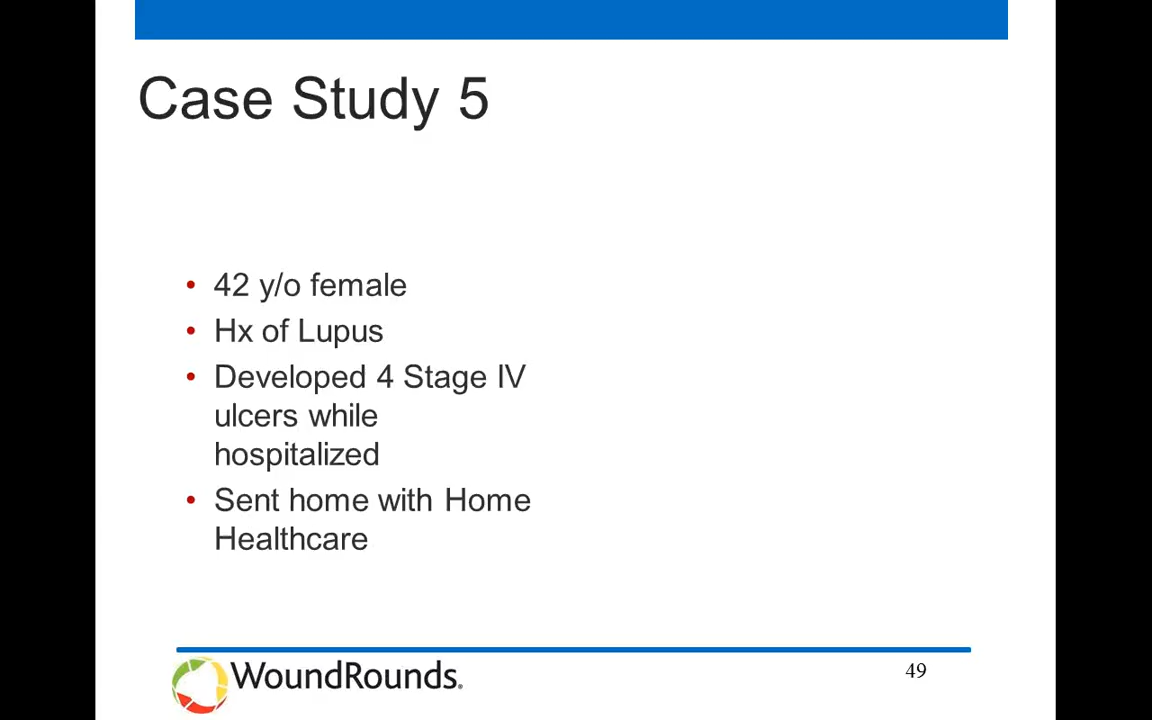 Case Study 5
• 42 y/o female
• Hx of Lupus
• Developed 4 Stage IV
ulcers while
hospitalized
• Sent home with Home
Healthcare
WoundRounds.
49